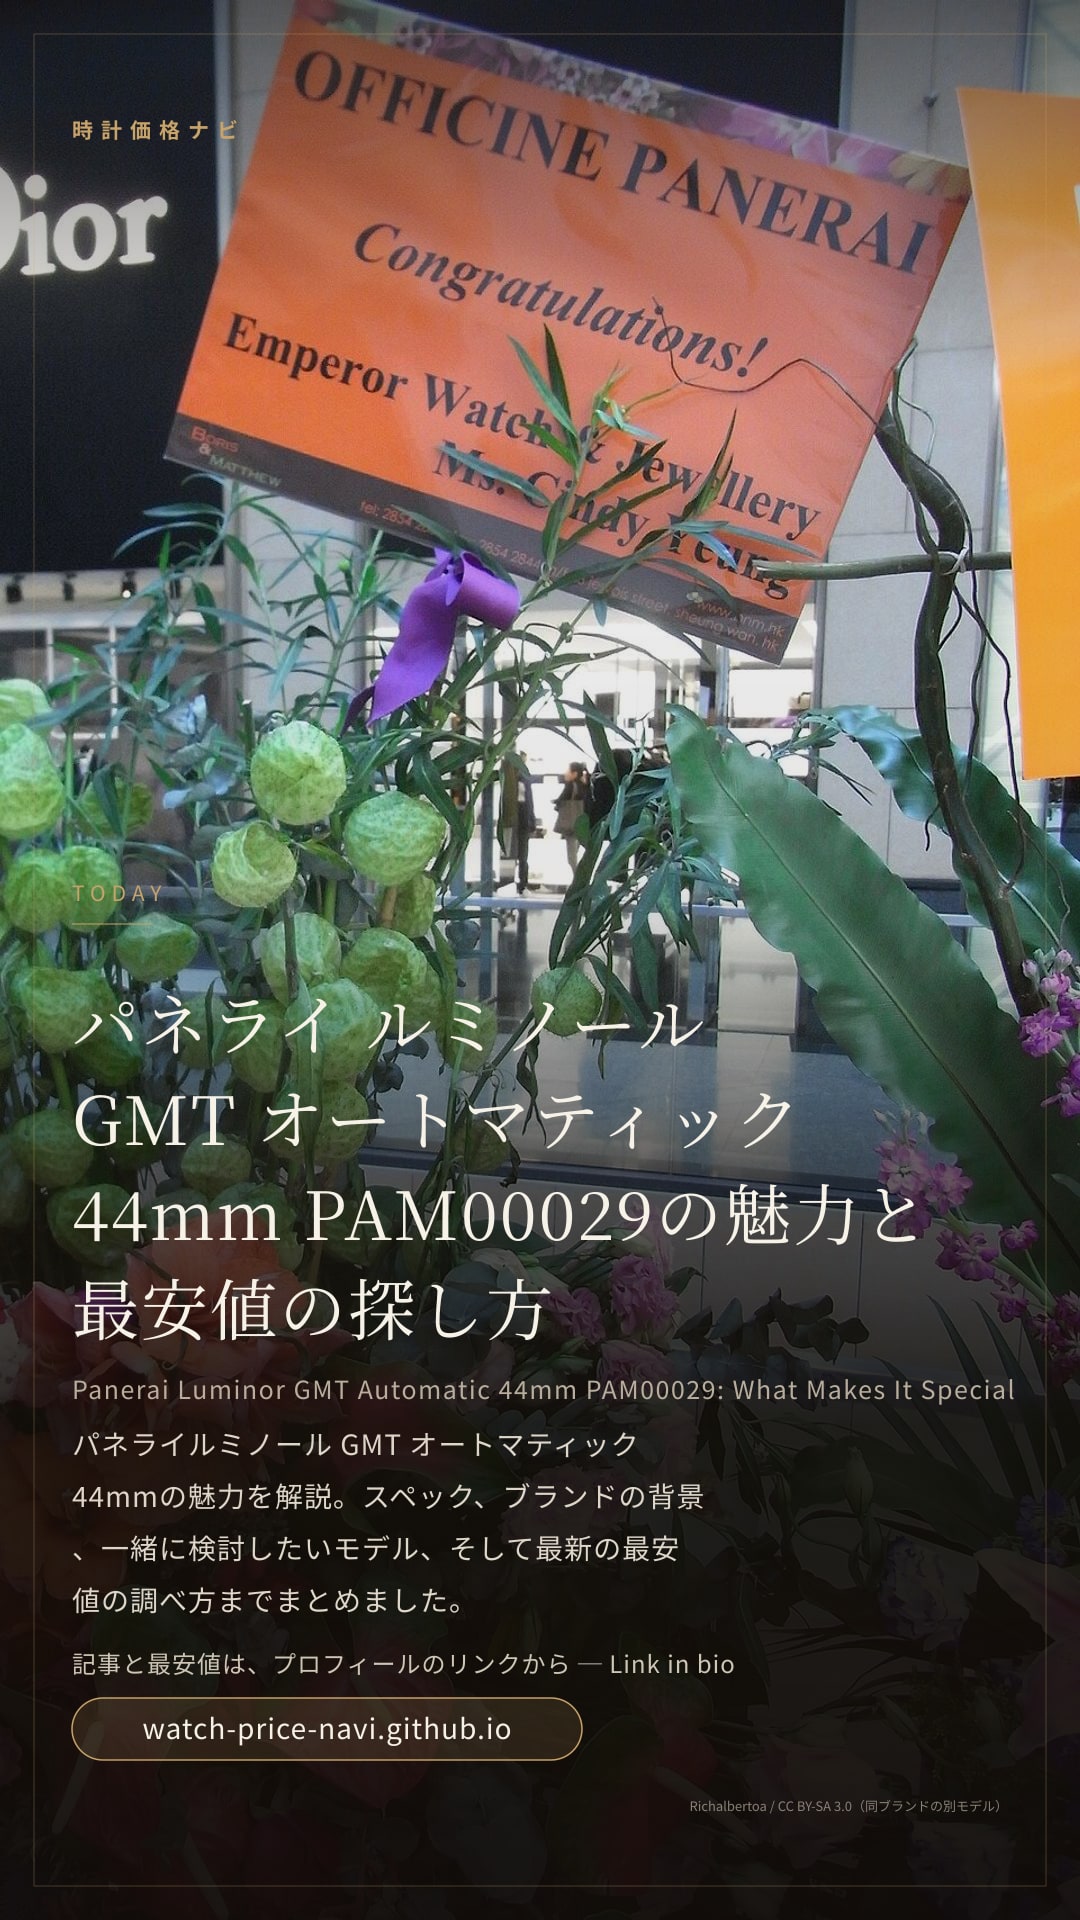 時計価格ナビ
Dior
OFFICINE PANERAI
Congratulations!
Emperor Watch & Jewellery
Ms. Cindy Yeung
BORIS
& MATTHEW
TODAY
パネライ ルミノール
GMT オートマティック
44mm PAM00029の魅力と
最安値の探し方
Panerai Luminor GMT Automatic 44mm PAM00029: What Makes It Special
パネライルミノール GMT オートマティック
44mmの魅力を解説。スペック、ブランドの背景
、一緒に検討したいモデル、そして最新の最安
値の調べ方までまとめました。
記事と最安値は、プロフィールのリンクから — Link in bio
watch-price-navi.github.io
Richalbertoa / CC BY-SA 3.0（同ブランドの別モデル）